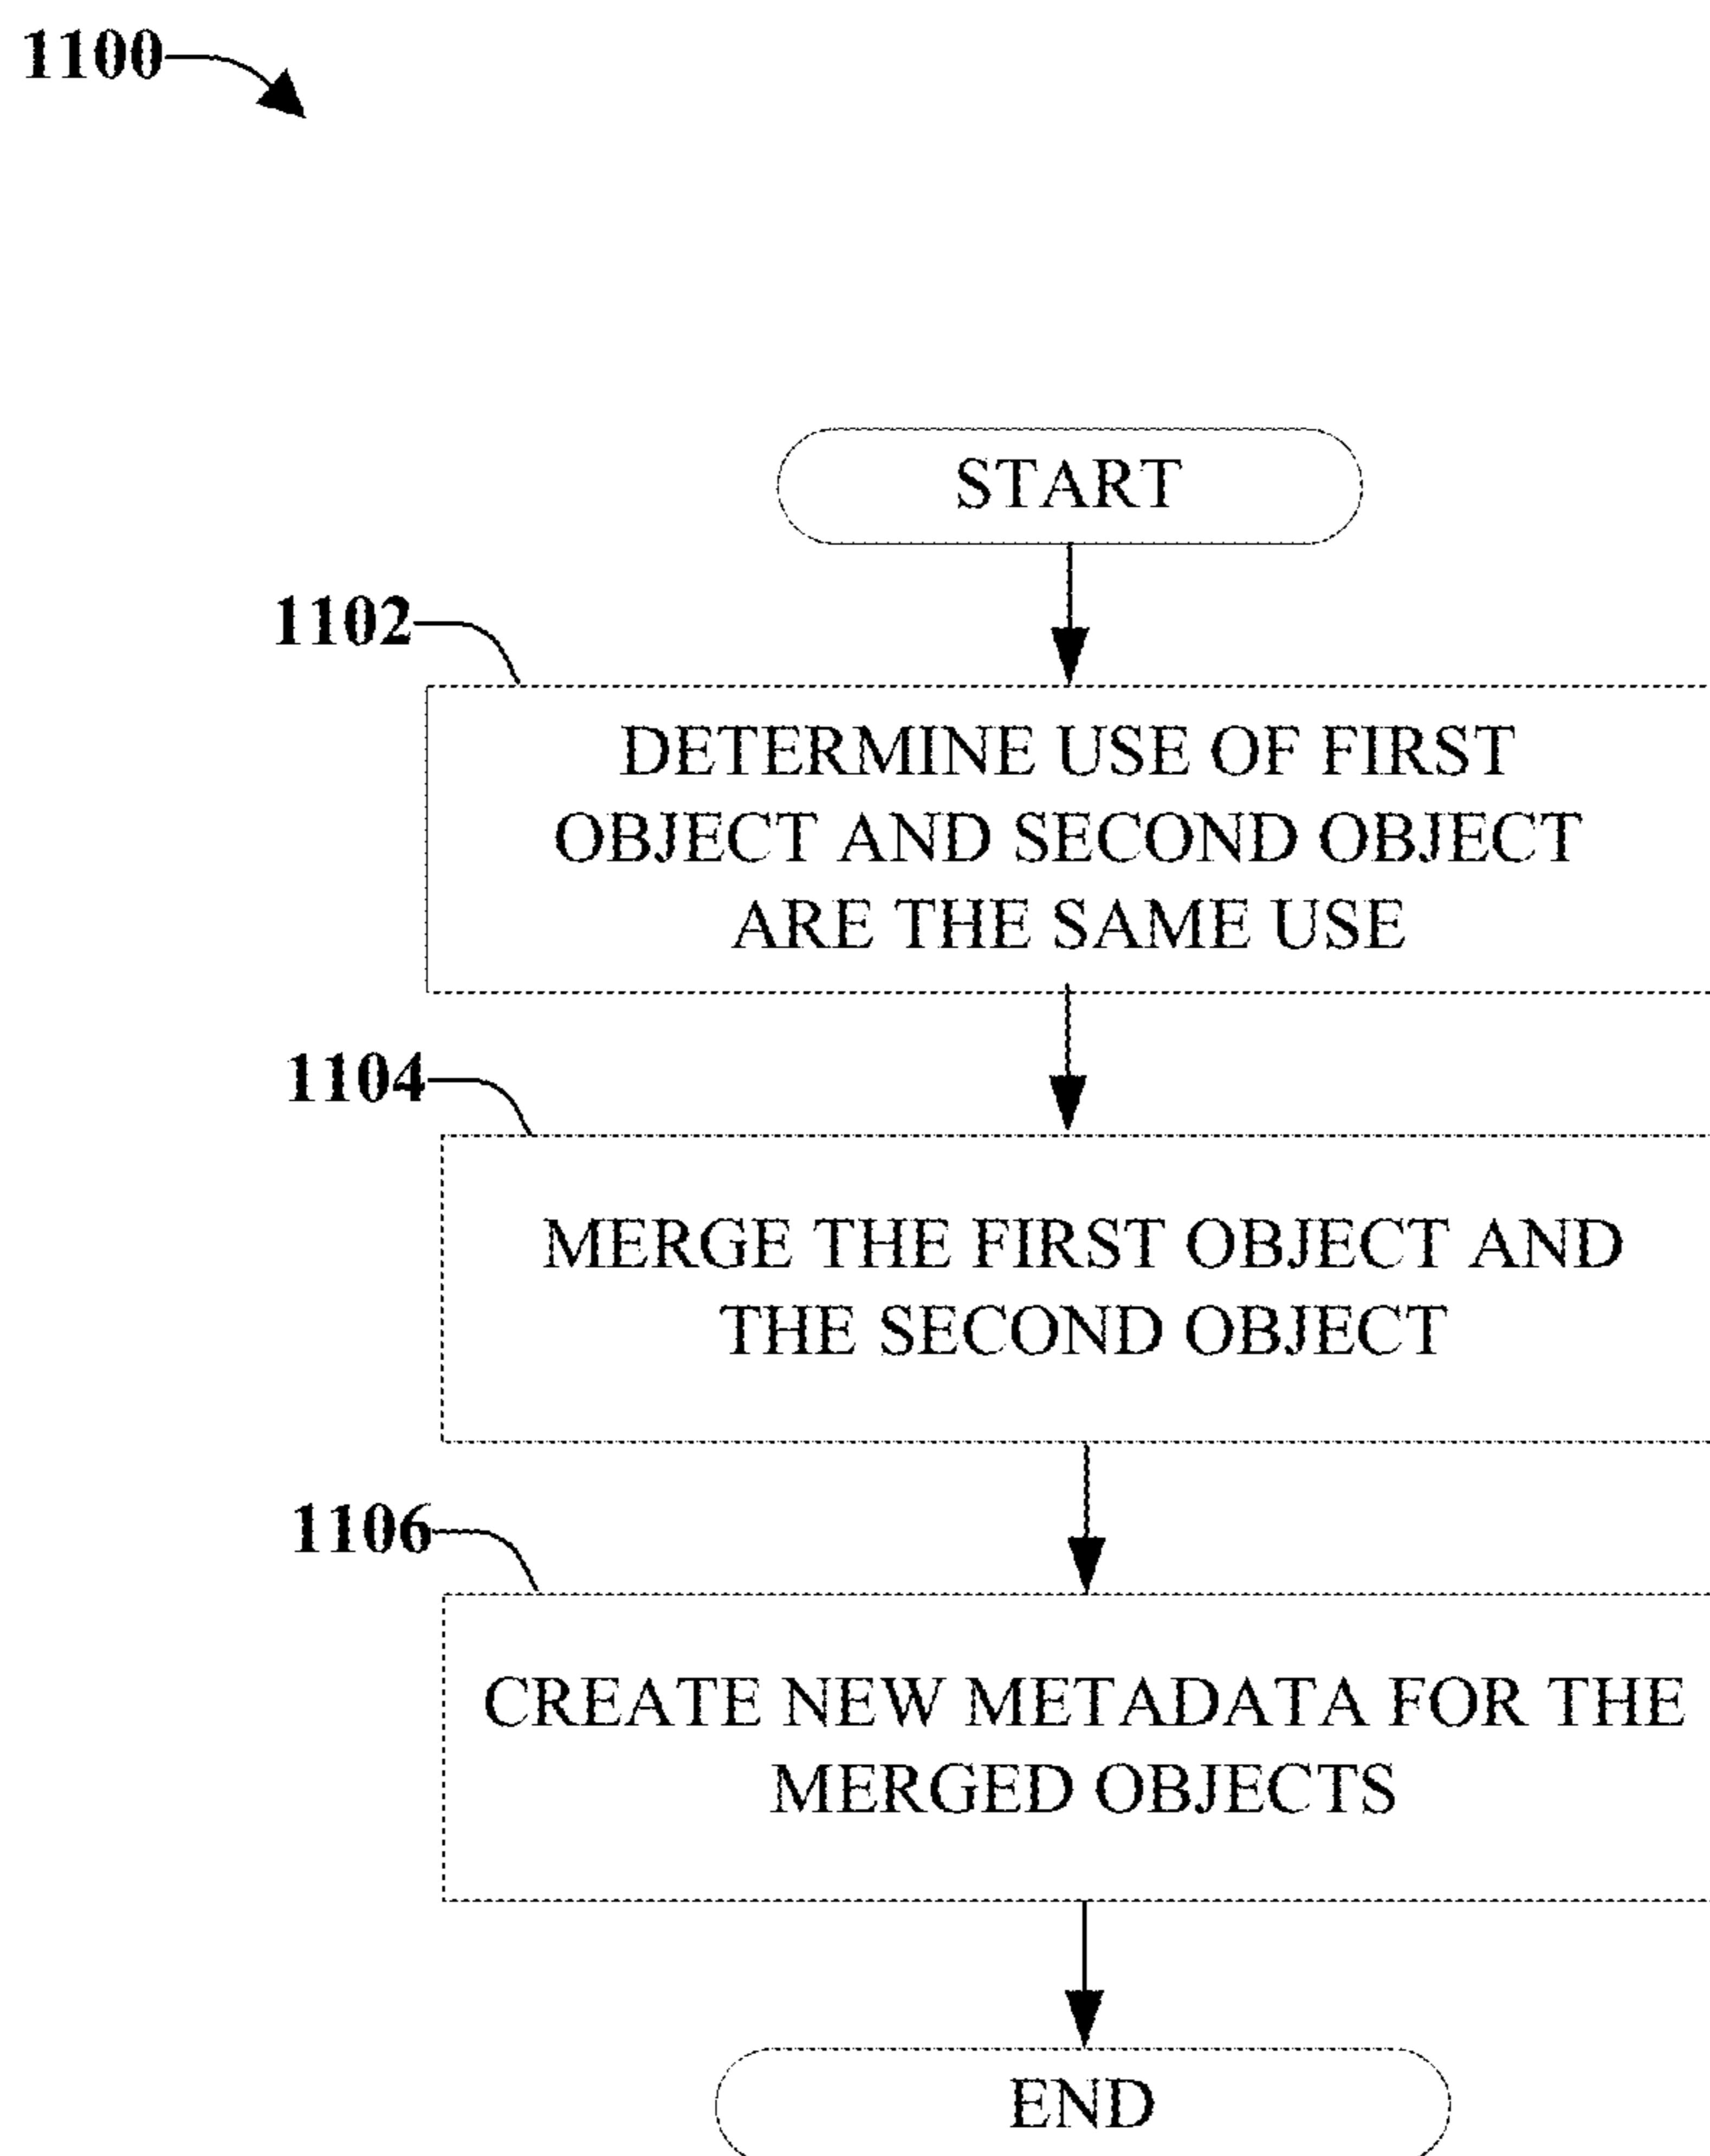 1100
START
1102
DETERMINE USE OF FIRST
OBJECT AND SECOND OBJECT
ARE THE SAME USE
1104
MERGE THE FIRST OBJECT AND
THE SECOND OBJECT
1106
CREATE NEW METADATA FOR THE
MERGED OBJECTS
END